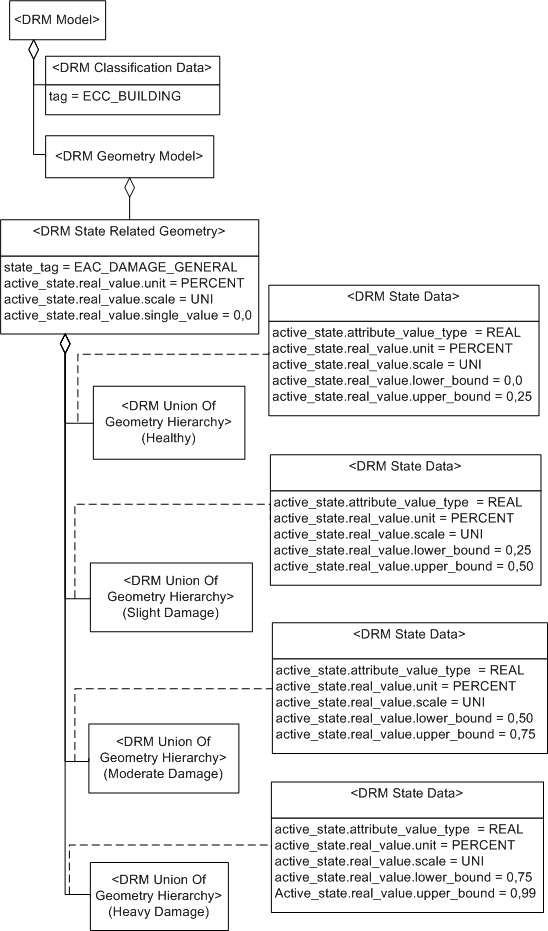 <DRM Model>
<DRM Classification Data>
tag = ECC_BUILDING
<DRM Geometry Model>
<DRM State Related Geometry>
state_tag = EAC_DAMAGE_GENERAL
active_state.real_value.unit = PERCENT
active_state.real_value.scale = UNI
active_state.real_value.single_value = 0,0
<DRM State Data>
active_state.attribute_value_type  = REAL
active_state.real_value.unit = PERCENT
active_state.real_value.scale = UNI
active_state.real_value.lower_bound = 0,0
active_state.real_value.upper_bound = 0,25
<DRM Union Of
Geometry Hierarchy>
(Healthy)
<DRM State Data>
active_state.attribute_value_type  = REAL
active_state.real_value.unit = PERCENT
active_state.real_value.scale = UNI
active_state.real_value.lower_bound = 0,25
active_state.real_value.upper_bound = 0,50
<DRM Union Of
Geometry Hierarchy>
(Slight Damage)
<DRM State Data>
active_state.attribute_value_type  = REAL
active_state.real_value.unit = PERCENT
active_state.real_value.scale = UNI
active_state.real_value.lower_bound = 0,50
active_state.real_value.upper_bound = 0,75
<DRM Union Of
Geometry Hierarchy>
(Moderate Damage)
<DRM State Data>
active_state.attribute_value_type  = REAL
active_state.real_value.unit = PERCENT
active_state.real_value.scale = UNI
active_state.real_value.lower_bound = 0,75
Active_state.real_value.upper_bound = 0,99
<DRM Union Of
Geometry Hierarchy>
(Heavy Damage)